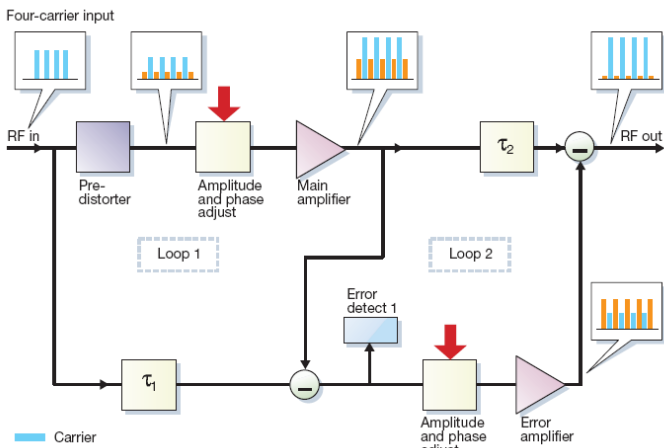 Four-carrier input
RF in
RF out
τ2
Pre-
distorter
Amplitude
and phase
adjust
Main
amplifier
Loop 1
Loop 2
Error
detect 1
τ1
Amplitude
and phase
adjust
Error
amplifier
Carrier